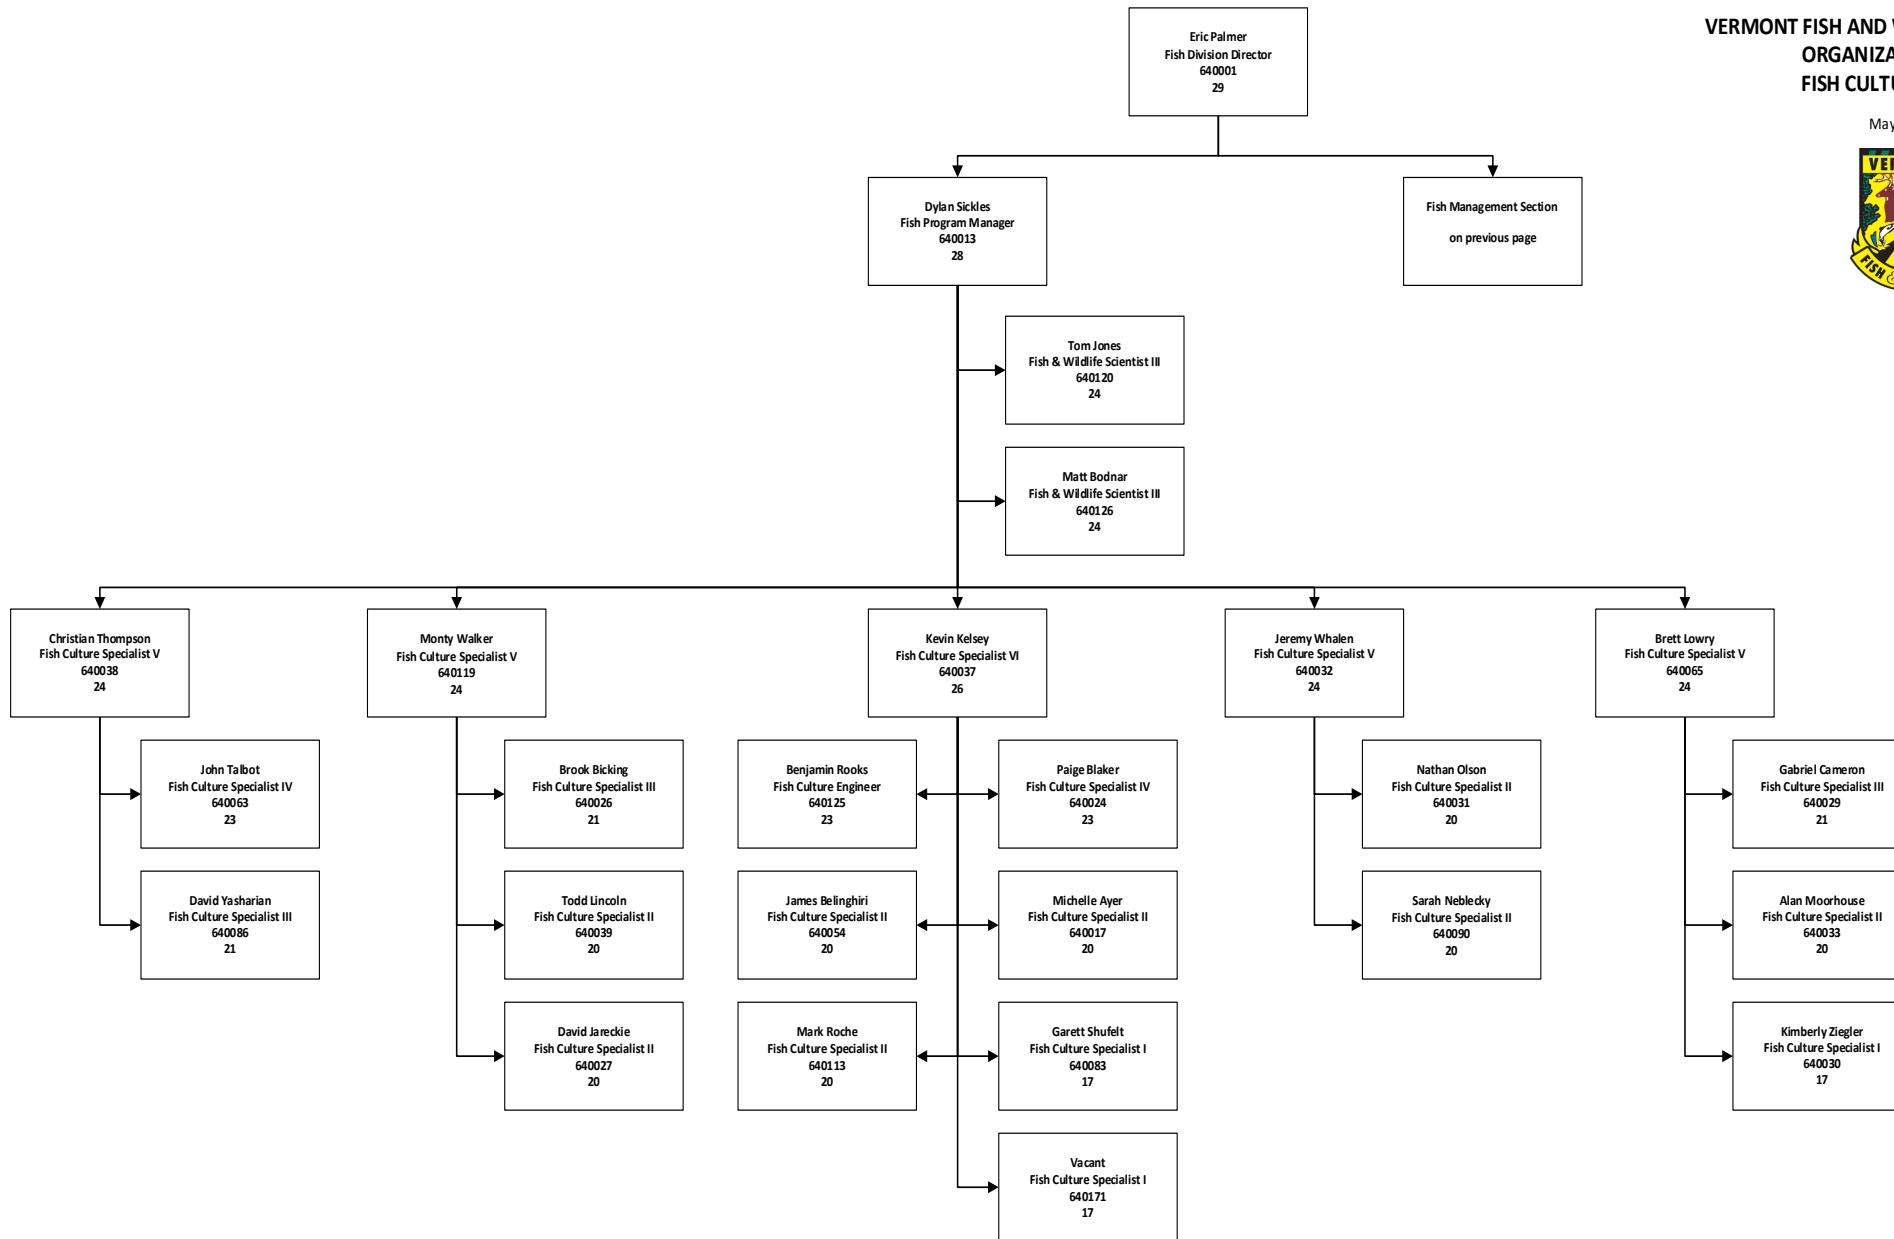 Eric Palmer
Fish Division Director
640001
29
VERMONT FISH AND
ORGANIZA
FISH CULTU
May
VER
FISH &
Dylan Sickles
Fish Program Manager
640013
28
Fish Management Section
on previous page
Tom Jones
Fish & Wildlife Scientist III
640120
24
Matt Bodnar
Fish & Wildlife Scientist III
640126
24
Christian Thompson
Fish Culture Specialist V
640038
24
Monty Walker
Fish Culture Specialist V
640119
24
Kevin Kelsey
Fish Culture Specialist VI
640037
26
Jeremy Whalen
Fish Culture Specialist V
640032
24
Brett Lowry
Fish Culture Specialist V
640065
24
John Talbot
Fish Culture Specialist IV
640063
23
Brook Bicking
Fish Culture Specialist III
640026
21
Benjamin Rooks
Fish Culture Engineer
640125
23
Paige Blaker
Fish Culture Specialist IV
640024
23
Nathan Olson
Fish Culture Specialist II
640031
20
Gabriel Cameron
Fish Culture Specialist III
640029
21
David Yasharian
Fish Culture Specialist III
640086
21
Todd Lincoln
Fish Culture Specialist II
640039
20
James Belinghiri
Fish Culture Specialist II
640054
20
Michelle Ayer
Fish Culture Specialist II
640017
20
Sarah Neblecky
Fish Culture Specialist II
640090
20
Alan Moorhouse
Fish Culture Specialist II
640033
20
David Jareckie
Fish Culture Specialist II
640027
20
Mark Roche
Fish Culture Specialist II
640113
20
Garett Shufelt
Fish Culture Specialist I
640083
17
Kimberly Ziegler
Fish Culture Specialist I
640030
17
Vacant
Fish Culture Specialist I
640171
17